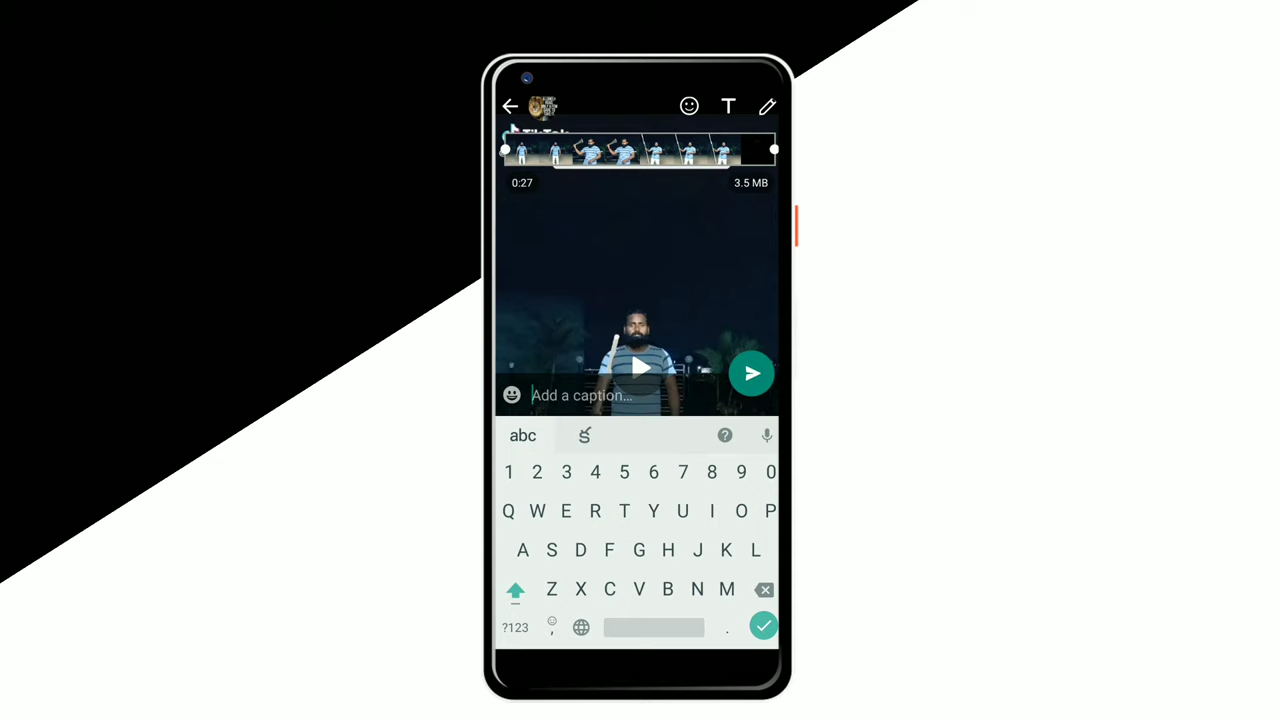 TikTok
0:27 3.5 MB
Add a caption...
abc క
1 2 3 4 5 6 7 8 9 0
Q W E R T Y U I O P
A S D F G H J K L
Z X C V B N M
?123 , .